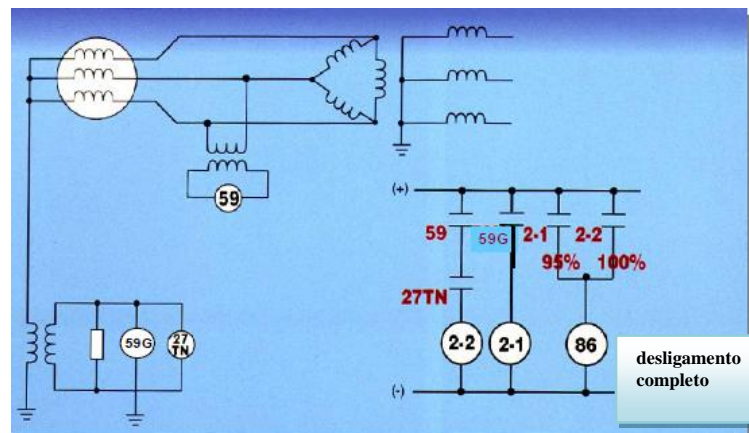 59
(+)
59
59G
2-1
2-2
95%
100%
27TN
59G
27
TN
2-2
2-1
86
desligamento
completo
(-)